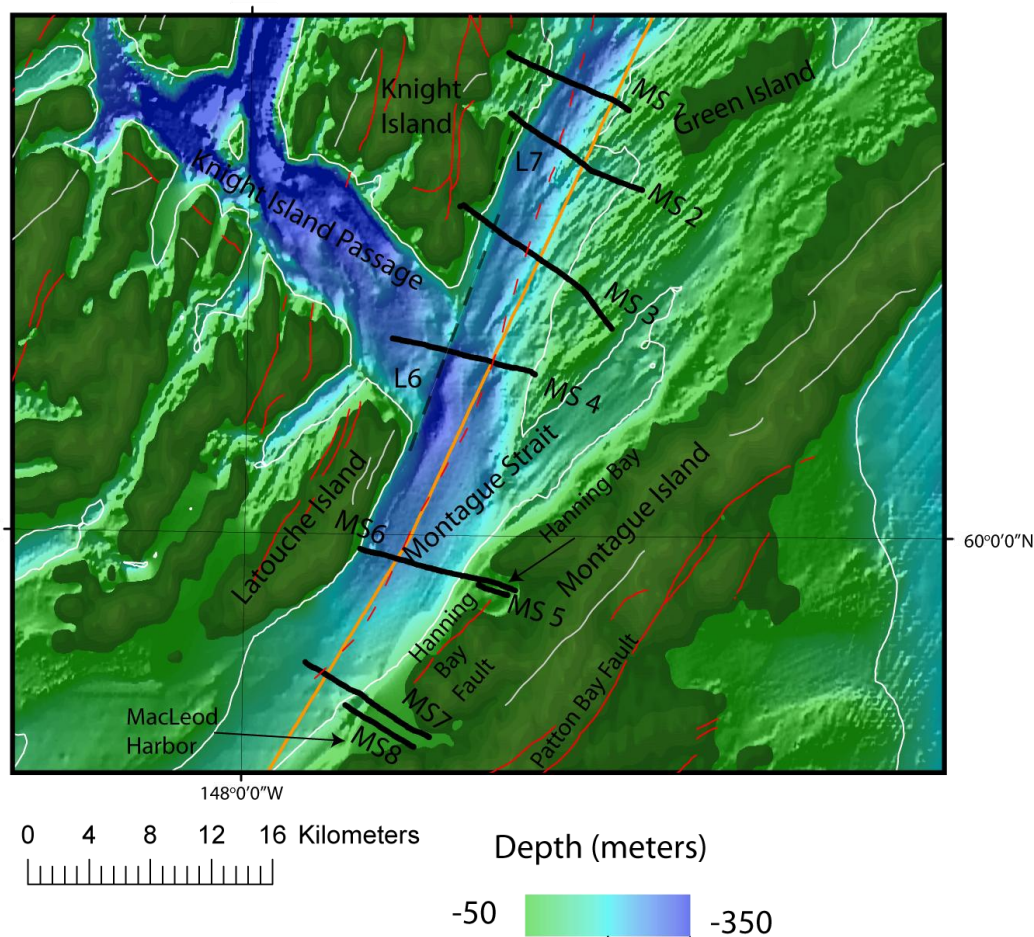 Knight
Island
MS 1
Green Island
L7
MS 2
Knight Island Passage
MS 3
L6
MS 4
Montague Strait
Hanning Bay
Montague Island
Latouche Island
MS6
60°0'0"N
MS 5
Hanning
Bay
Fault
Patton Bay Fault
MS7
MacLeod
Harbor
MS8
148°0'0"W
0 4 8 12 16 Kilometers
Depth (meters)
-50
-350